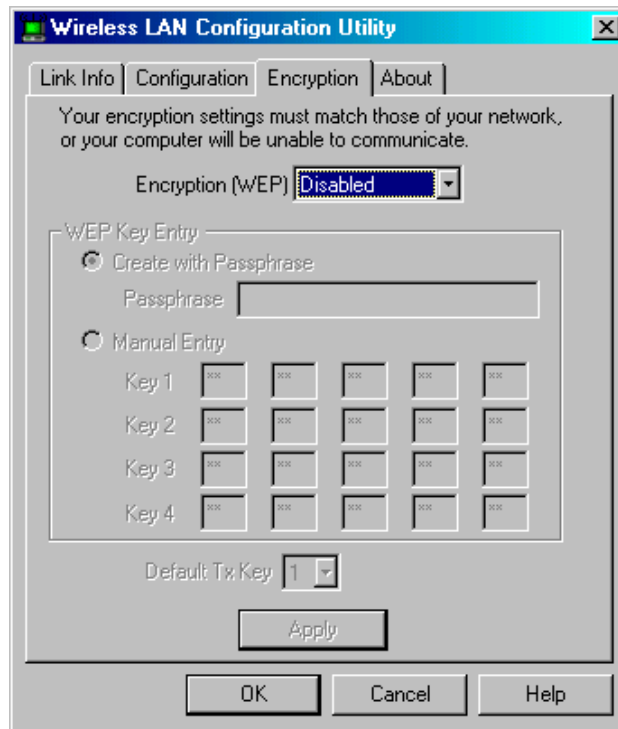 Wireless LAN Configuration Utility
Link Info Configuration Encryption About
Your encryption settings must match those of your network,
or your computer will be unable to communicate.
Encryption (WEP) Disabled
WEP Key Entry
Create with Passphrase
Passphrase
Manual Entry
Key 1 ** ** ** ** **
Key 2 ** ** ** ** **
Key 3 ** ** ** ** **
Key 4 ** ** ** ** **
Default Tx Key 1
Apply
OK Cancel Help